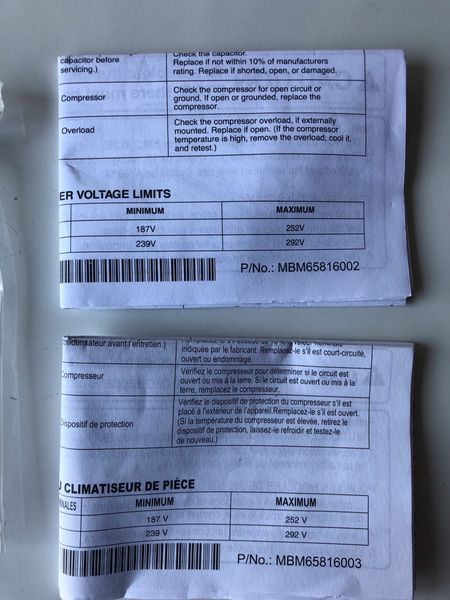 capacitor before
servicing.)
Check the capacitor.
Replace if not within 10% of manufacturers
rating. Replace if shorted, open, or damaged.
Compressor
Check the compressor for open circuit or
ground. If open or grounded, replace the
compressor.
Overload
Check the compressor overload, if externally
mounted. Replace if open. (If the compressor
temperature is high, remove the overload, cool it,
and retest.)
ER VOLTAGE LIMITS
MINIMUM MAXIMUM
187V 252V
239V 292V
P/No.: MBM65816002
condensateur avant l'entretien.)
indiquée par le fabricant. Remplacez-le s'il est court-circuité,
ouvert ou endommagé.
Compresseur
Vérifiez le compresseur pour déterminer si le circuit est
ouvert ou mis à la terre. Si le circuit est ouvert ou mis à la
terre, remplacez le compresseur.
Dispositif de protection
Vérifiez le dispositif de protection du compresseur s'il est
placé à l'extérieur de l'appareil.Remplacez-le s'il est ouvert.
(Si la température du compresseur est élevée, retirez le
dispositif de protection, laissez-le refroidir et testez-le
de nouveau.)
U CLIMATISEUR DE PIÈCE
MINALES MINIMUM MAXIMUM
187 V 252 V
239 V 292 V
P/No.: MBM65816003